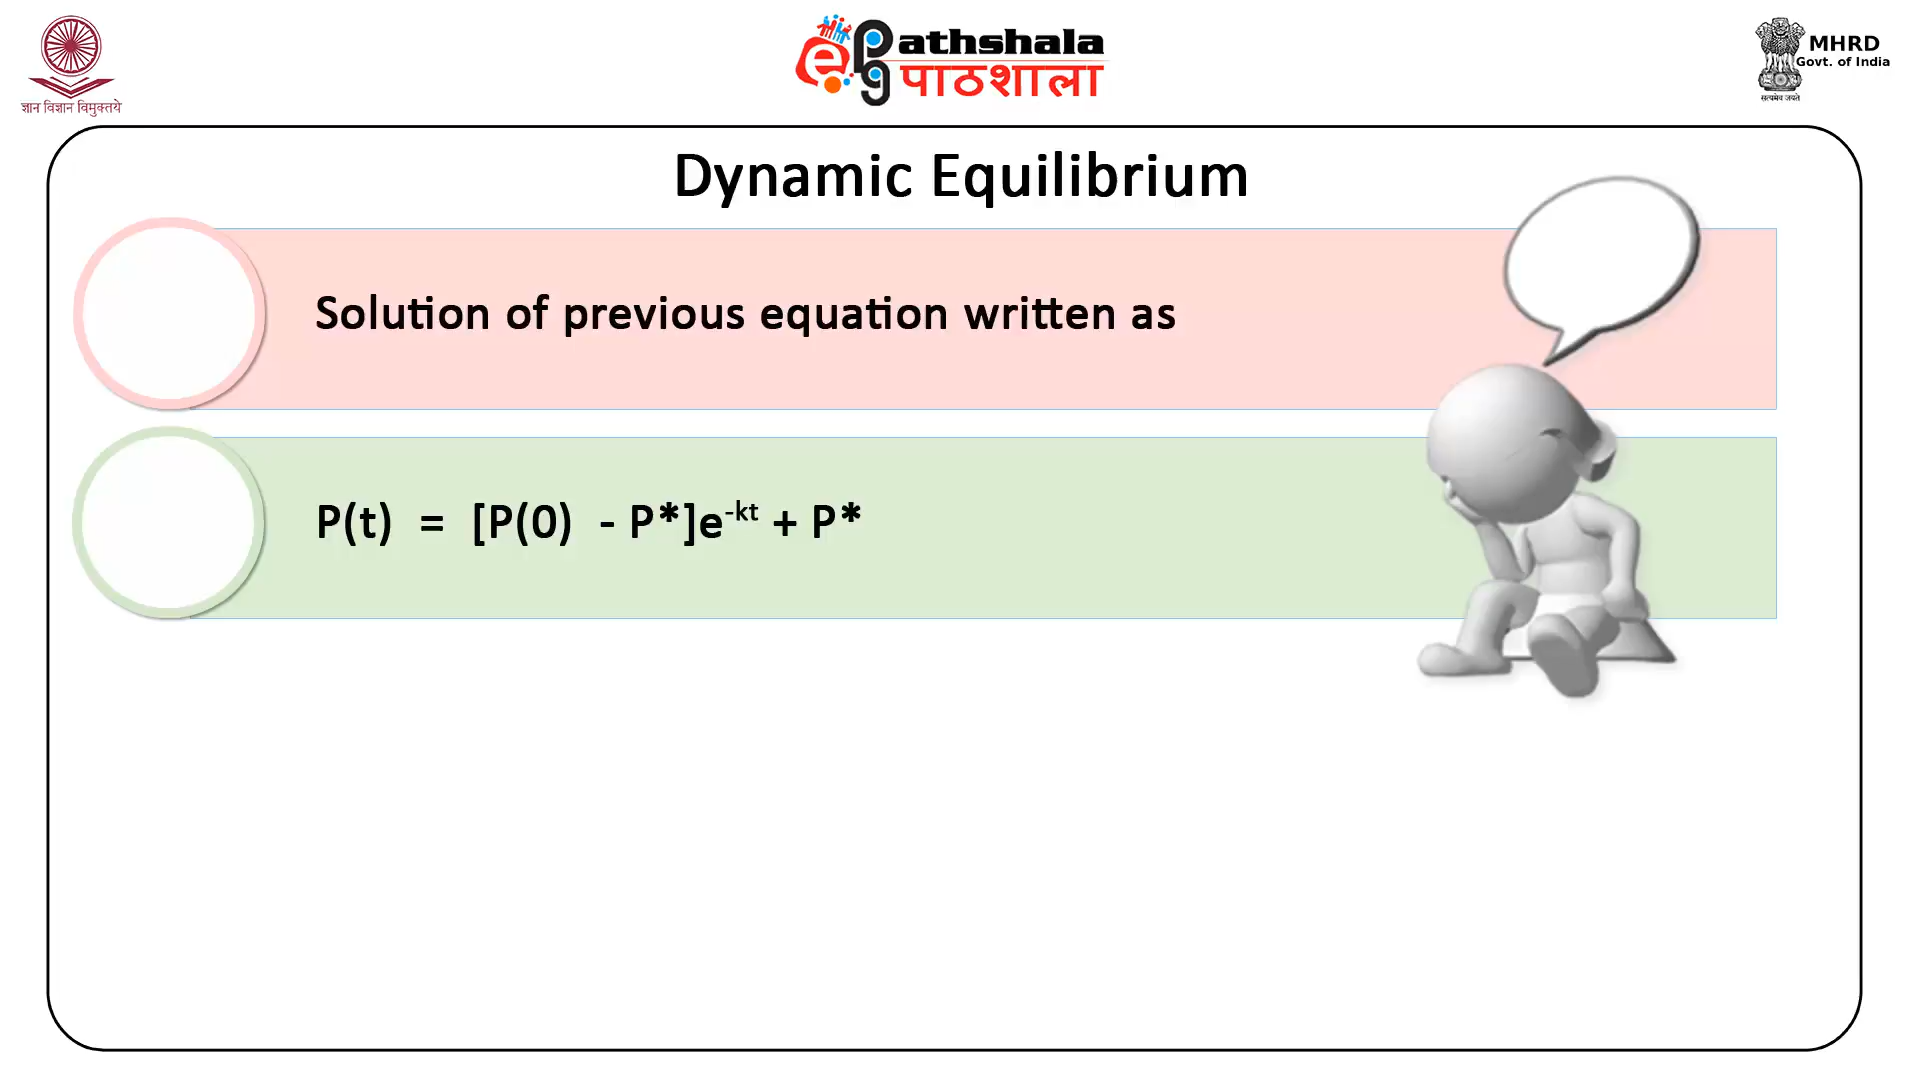 ज्ञान विज्ञान विमुक्तये
ePathshala
पाठशाला
MHRD
Govt. of India
सत्यमेव जयते
Dynamic Equilibrium
Solution of previous equation written as
P(t) = [P(0) - P*]e^-kt + P*